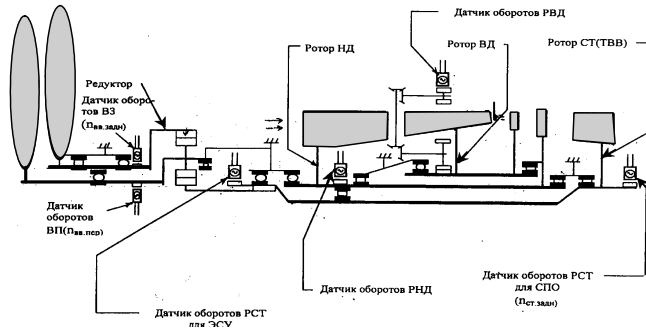 Датчик оборотов РВД
Ротор НД
Ротор ВД
Ротор СТ(ТВВ)
Редуктор
Датчик оборо-
тов ВЗ
(nвв.задн)
Датчик
оборотов
ВП(nвв.пер)
Датчик оборотов РНД
Датчик оборотов РСТ
для СПО
(nст.задн)
Датчик оборотов РСТ
для ЭСУ